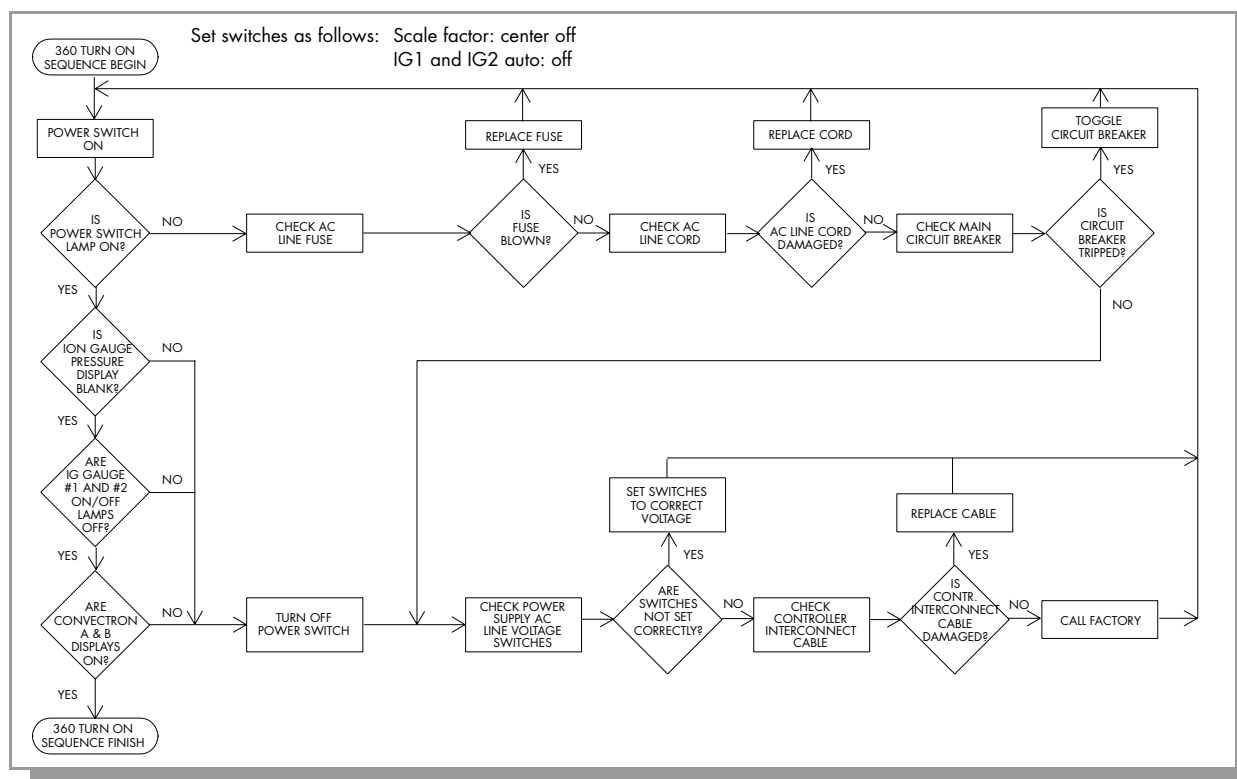 Set switches as follows: Scale factor: center off
IG1 and IG2 auto: off
360 TURN ON
SEQUENCE BEGIN
POWER SWITCH
ON
REPLACE FUSE
REPLACE CORD
TOGGLE
CIRCUIT BREAKER
YES
YES
YES
IS
POWER SWITCH
LAMP ON?
NO
CHECK AC
LINE FUSE
IS
FUSE
BLOWN?
NO
CHECK AC
LINE CORD
IS
AC LINE CORD
DAMAGED?
NO
CHECK MAIN
CIRCUIT BREAKER
IS
CIRCUIT
BREAKER
TRIPPED?
YES
NO
IS
ION GAUGE
PRESSURE
DISPLAY
BLANK?
NO
YES
ARE
IG GAUGE
#1 AND #2
ON/OFF
LAMPS
OFF?
NO
SET SWITCHES
TO CORRECT
VOLTAGE
REPLACE CABLE
YES
YES
YES
ARE
CONVECTRON
A & B
DISPLAYS
ON?
NO
TURN OFF
POWER SWITCH
CHECK POWER
SUPPLY AC
LINE VOLTAGE
SWITCHES
ARE
SWITCHES
NOT SET
CORRECTLY?
NO
CHECK
CONTROLLER
INTERCONNECT
CABLE
IS
CONTR.
INTERCONNECT
CABLE
DAMAGED?
NO
CALL FACTORY
YES
360 TURN ON
SEQUENCE FINISH